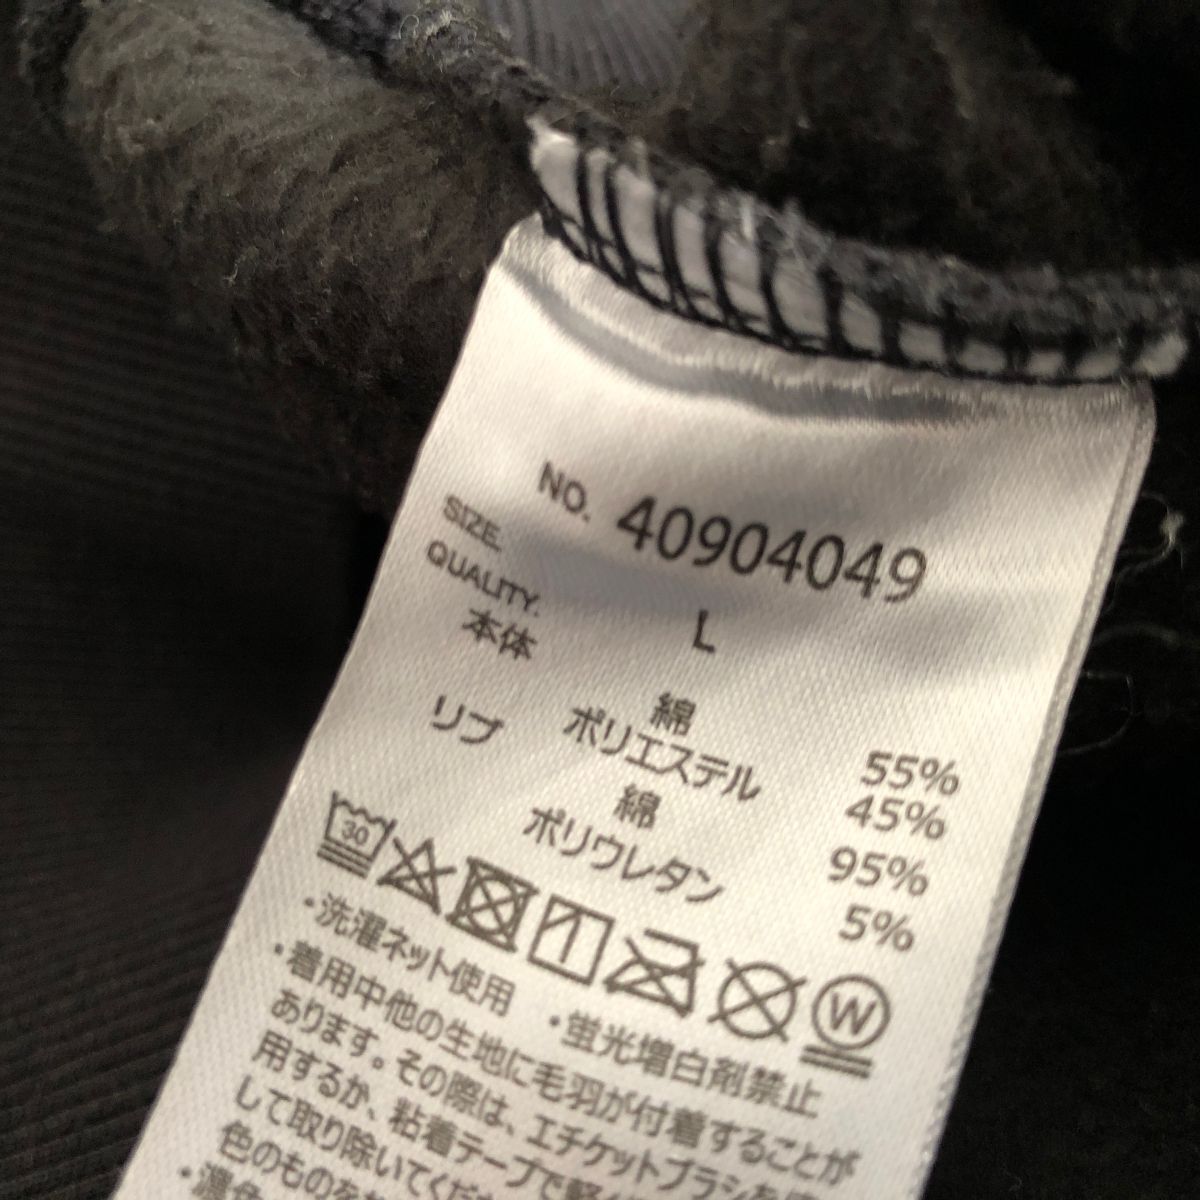 NO. 40904049
SIZE. L
QUALITY.
本体 綿 55%
ポリエステル 45%
リブ 綿 95%
ポリウレタン 5%
30
W
・洗濯ネット使用 ・蛍光増白剤禁止
・着用中他の生地に毛羽が付着することが
あります。その際は、エチケットブラシを
用するか、粘着テープで軽
して取り除いてくだ
色のものを
・濃色